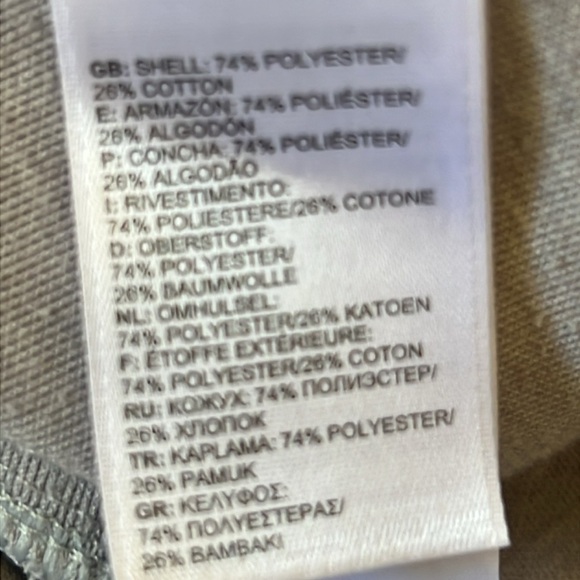 GB: SHELL: 74% POLYESTER/
26% COTTON
E: ARMAZÓN: 74% POLIÉSTER/
26% ALGODÓN
P: CONCHA: 74% POLIÉSTER/
26% ALGODÃO
I: RIVESTIMENTO:
74% POLIESTERE/26% COTONE
D: OBERSTOFF:
74% POLYESTER/
26% BAUMWOLLE
NL: OMHULSEL:
74% POLYESTER/26% KATOEN
F: ÉTOFFE EXTÉRIEURE:
74% POLYESTER/26% COTON
RU: КОЖУХ: 74% ПОЛИЭСТЕР/
26% ХЛОПОК
TR: KAPLAMA: 74% POLYESTER/
26% PAMUK
GR: ΚΕΛΥΦΟΣ:
74% ΠΟΛΥΕΣΤΕΡΑΣ/
26% ΒΑΜΒΑΚΙ